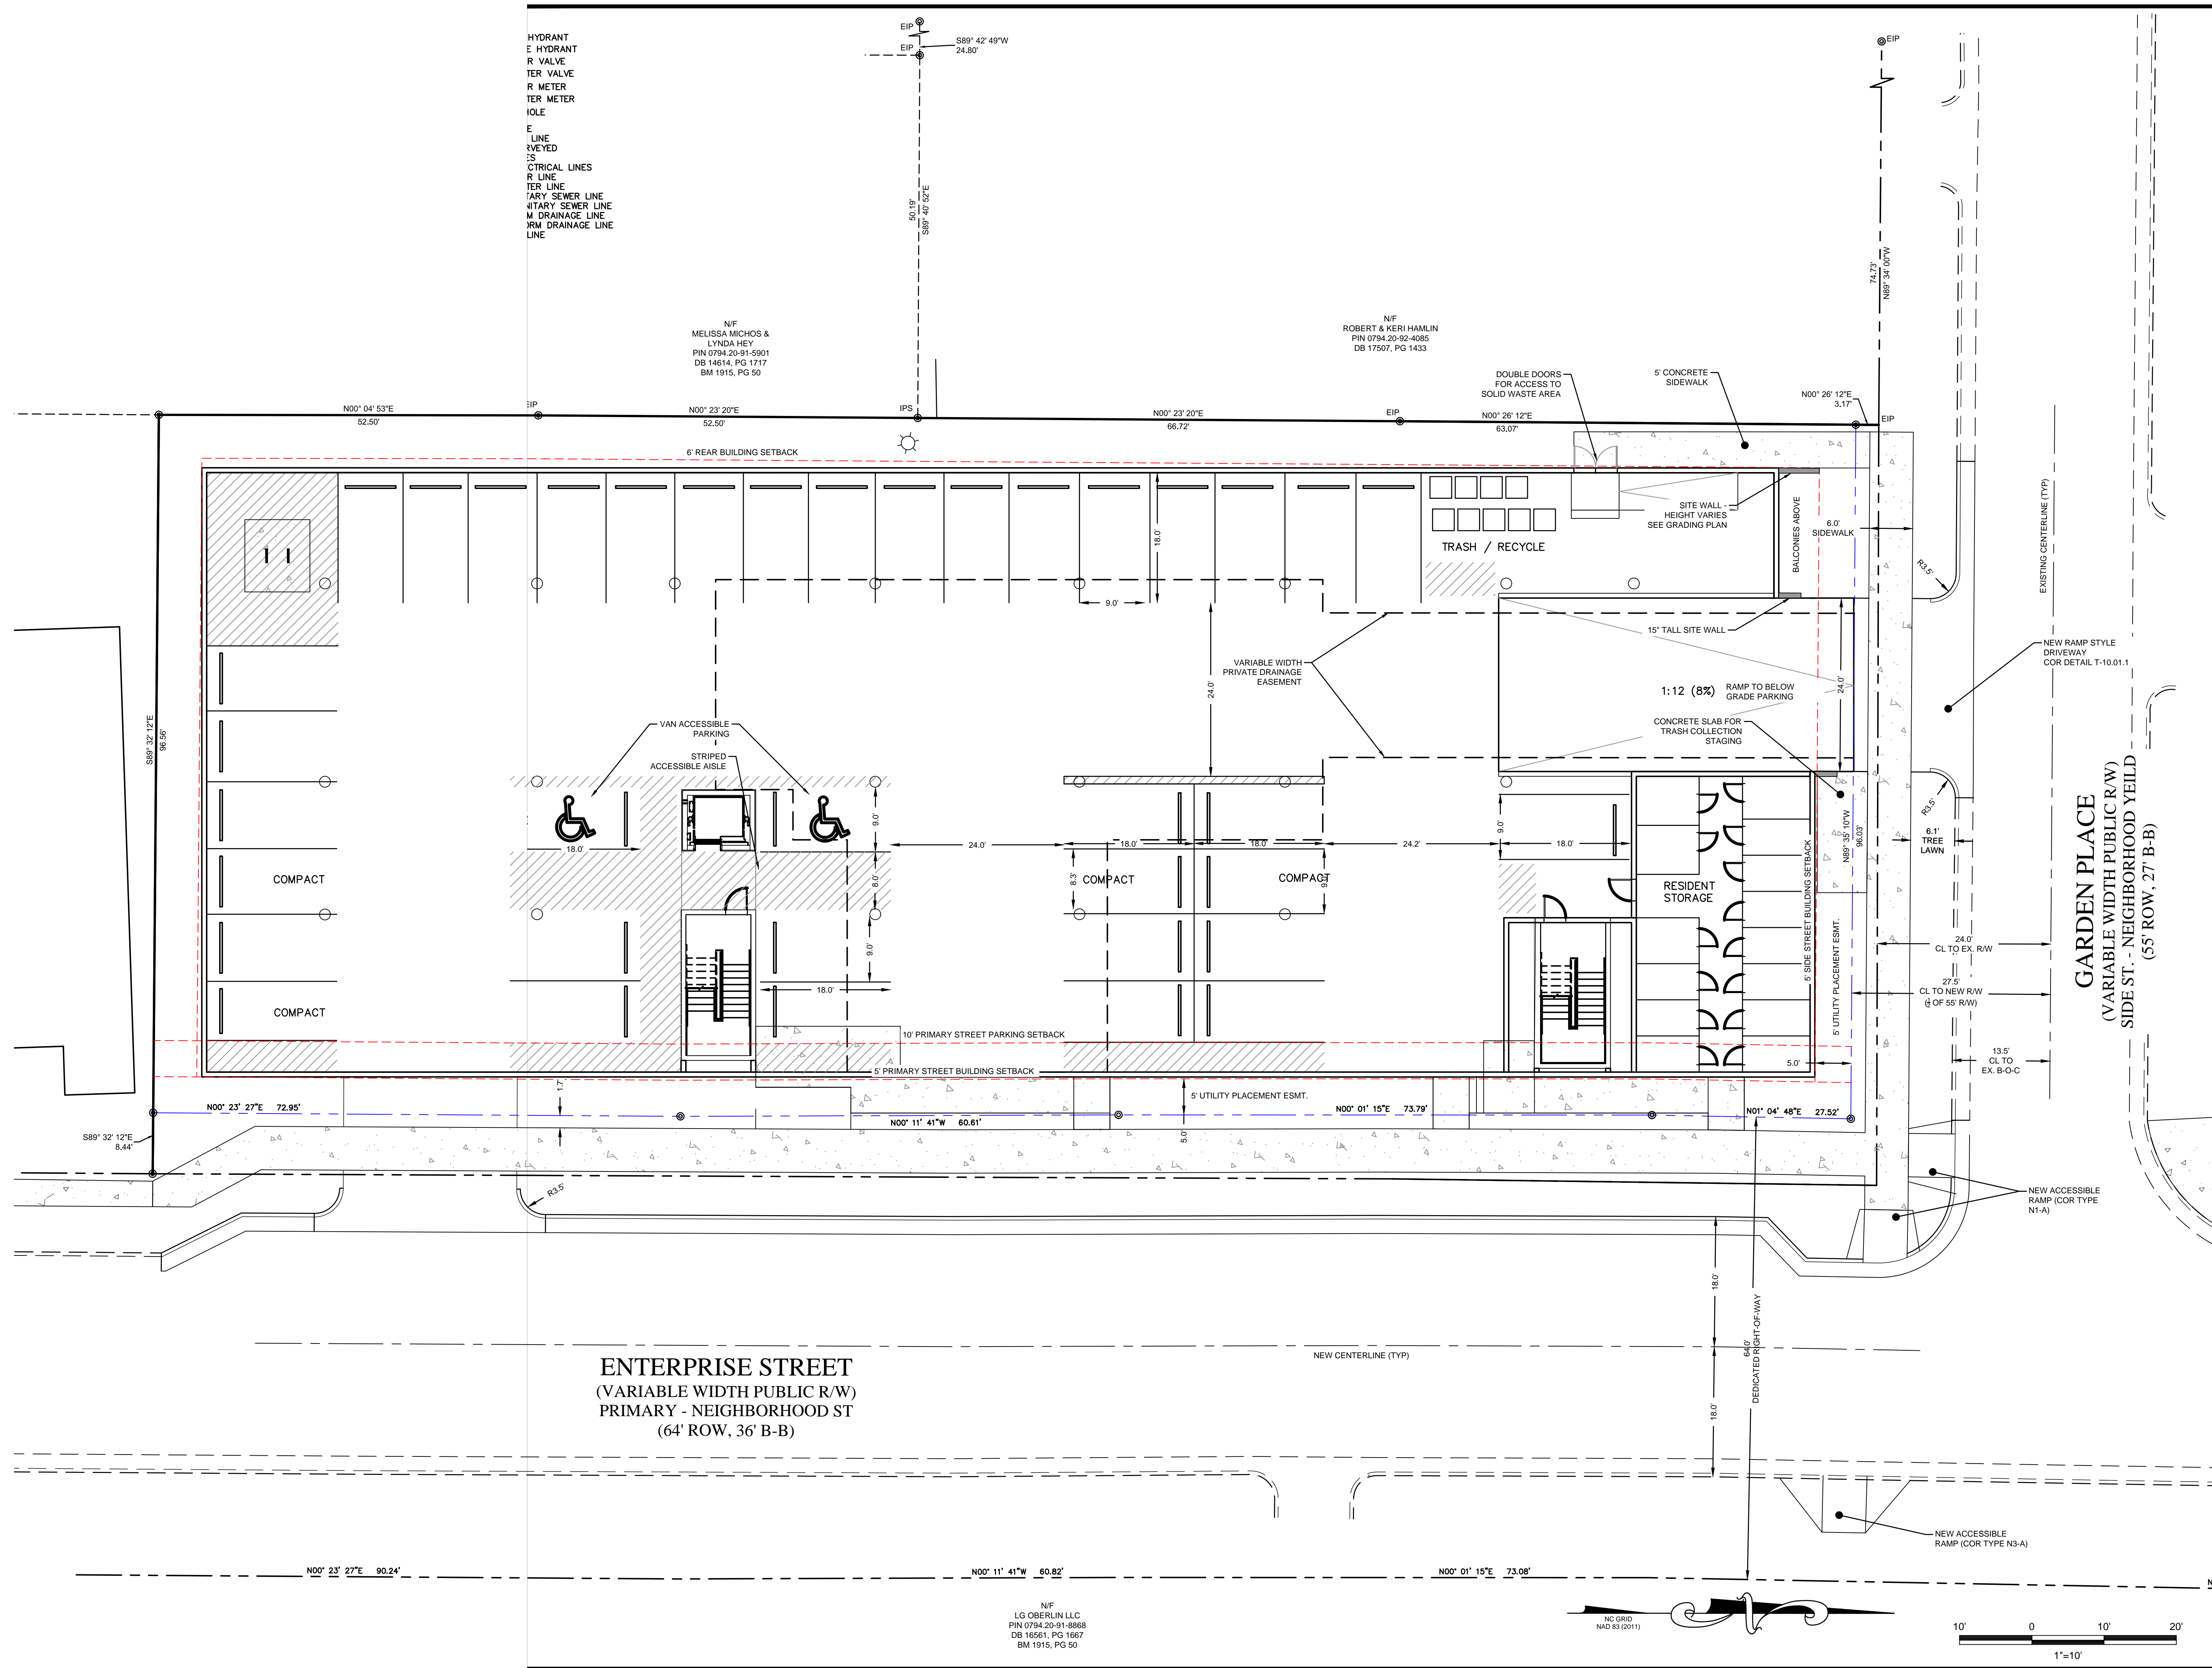 HYDRANT
E HYDRANT
R VALVE
TER VALVE
R METER
TER METER
HOLE
E
LINE
RVEYED
ES
CTRICAL LINES
R LINE
TER LINE
TARY SEWER LINE
NITARY SEWER LINE
M DRAINAGE LINE
ORM DRAINAGE LINE
LINE
EIP
EIP
S89° 42' 49"W
24.80'
EIP
50.19'
S89° 40' 52"E
74.73'
N89° 34' 00"W
N/F
MELISSA MICHOS &
LYNDA HEY
PIN 0794.20-91-5901
DB 14614, PG 1717
BM 1915, PG 50
N/F
ROBERT & KERI HAMLIN
PIN 0794.20-92-4085
DB 17507, PG 1433
DOUBLE DOORS
FOR ACCESS TO
SOLID WASTE AREA
5' CONCRETE
SIDEWALK
N00° 26' 12"E
3.17'
EIP
N00° 04' 53"E
52.50'
EIP
N00° 23' 20"E
52.50'
IPS
N00° 23' 20"E
66.72'
EIP
N00° 26' 12"E
63.07'
6' REAR BUILDING SETBACK
18.0'
9.0'
24.0'
TRASH / RECYCLE
SITE WALL -
HEIGHT VARIES
SEE GRADING PLAN
BALCONIES ABOVE
6.0'
SIDEWALK
R3.5'
EXISTING CENTERLINE (TYP)
15" TALL SITE WALL
VARIABLE WIDTH
PRIVATE DRAINAGE
EASEMENT
1:12 (8%)
RAMP TO BELOW
GRADE PARKING
24.0'
CONCRETE SLAB FOR
TRASH COLLECTION
STAGING
NEW RAMP STYLE
DRIVEWAY
COR DETAIL T-10.01.1
S89° 32' 12"E
96.56'
VAN ACCESSIBLE
PARKING
STRIPED
ACCESSIBLE AISLE
18.0'
9.0'
8.0'
9.0'
18.0'
24.0'
18.0'
18.0'
24.2'
9.0'
18.0'
8.3'
9.0'
COMPACT
COMPACT
COMPACT
COMPACT
RESIDENT
STORAGE
5' SIDE STREET BUILDING SETBACK
5' UTILITY PLACEMENT ESMT.
N89° 35' 10"W
96.03'
R3.5'
6.1'
TREE
LAWN
GARDEN PLACE
(VARIABLE WIDTH PUBLIC R/W)
SIDE ST. - NEIGHBORHOOD YEILD
(55' ROW, 27' B-B)
24.0'
CL TO EX. R/W
27.5'
CL TO NEW R/W
(½ OF 55' R/W)
13.5'
CL TO
EX. B-O-C
5.0'
10' PRIMARY STREET PARKING SETBACK
5' PRIMARY STREET BUILDING SETBACK
5' UTILITY PLACEMENT ESMT.
1.7'
5.0'
N00° 23' 27"E 72.95'
N00° 11' 41"W 60.61'
N00° 01' 15"E 73.79'
N01° 04' 48"E 27.52'
S89° 32' 12"E
8.44'
R3.5'
NEW ACCESSIBLE
RAMP (COR TYPE
N1-A)
18.0'
18.0'
64.0'
DEDICATED RIGHT-OF-WAY
NEW CENTERLINE (TYP)
ENTERPRISE STREET
(VARIABLE WIDTH PUBLIC R/W)
PRIMARY - NEIGHBORHOOD ST
(64' ROW, 36' B-B)
NEW ACCESSIBLE
RAMP (COR TYPE N3-A)
N00° 23' 27"E 90.24'
N00° 11' 41"W 60.82'
N00° 01' 15"E 73.08'
N
N/F
LG OBERLIN LLC
PIN 0794.20-91-8868
DB 16561, PG 1667
BM 1915, PG 50
NC GRID
NAD 83 (2011)
10' 0 10' 20'
1"=10'